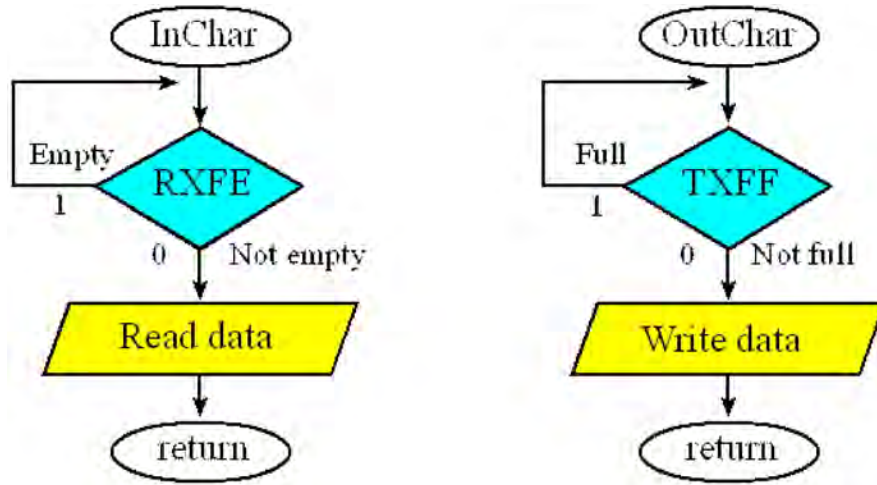 InChar
Empty
RXFE
1
0 Not empty
Read data
return
OutChar
Full
TXFF
1
0 Not full
Write data
return